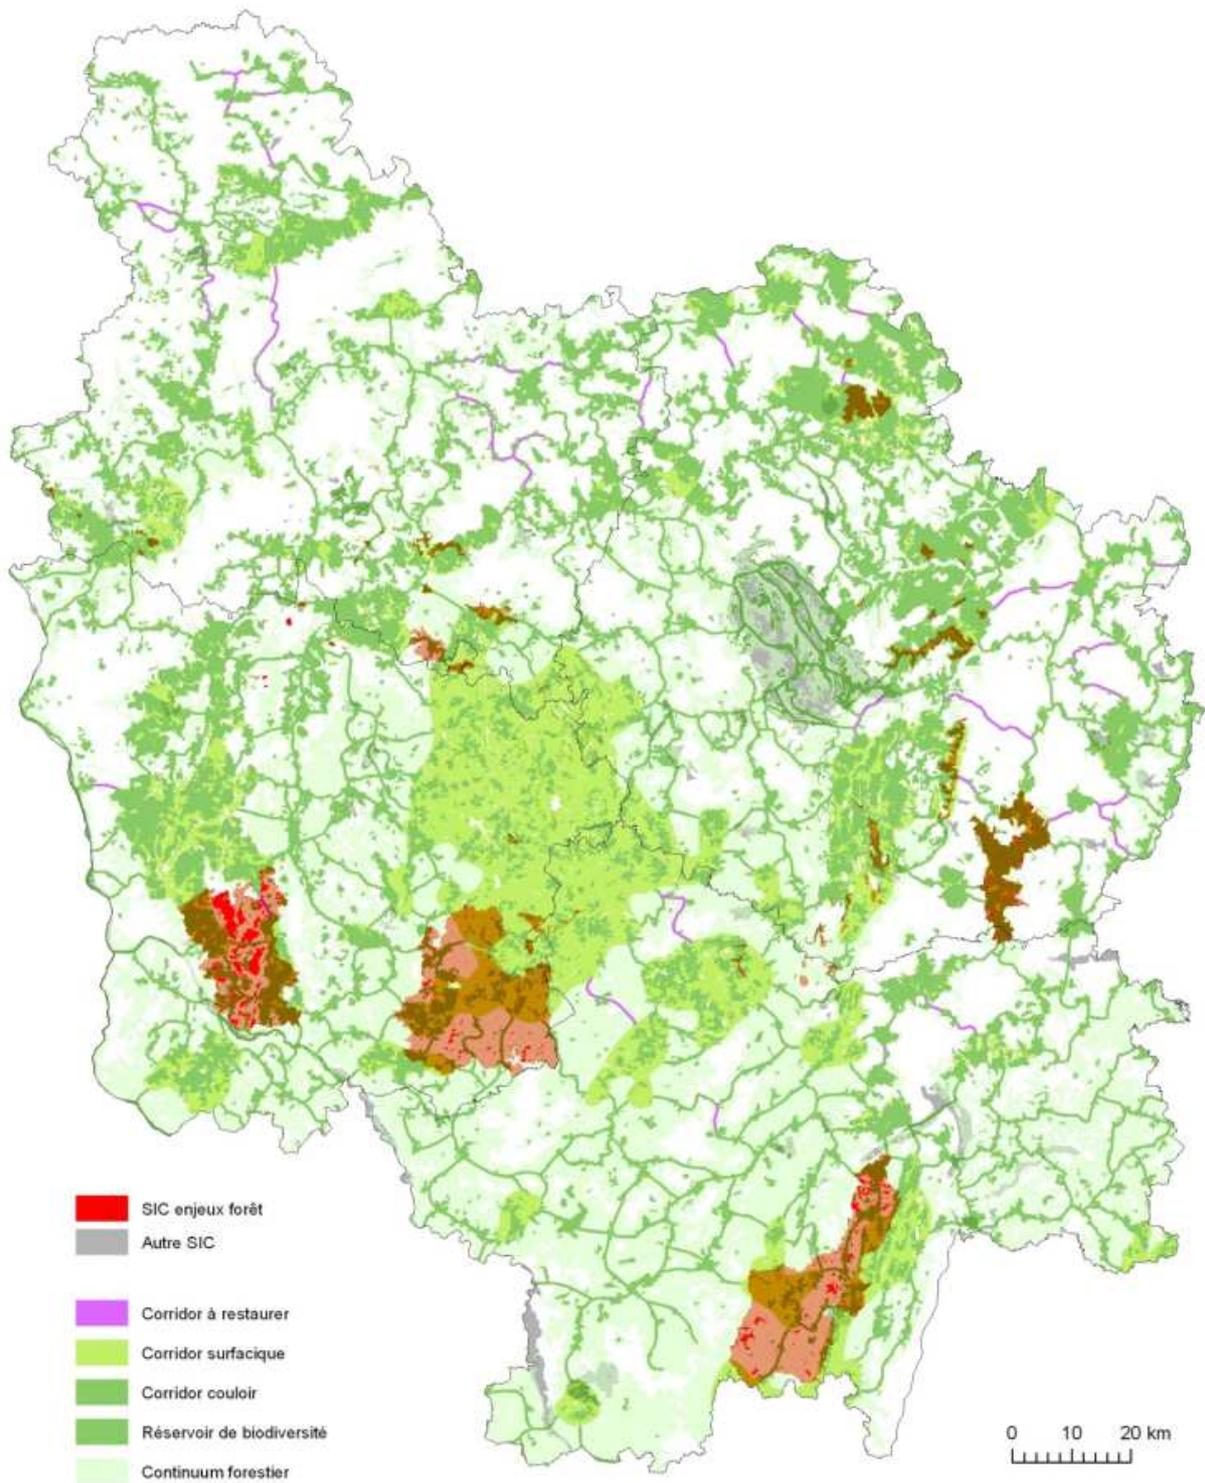 SIC enjeux forêt
Autre SIC
Corridor à restaurer
Corridor surfacique
Corridor couloir
Réservoir de biodiversité
Continuum forestier
0 10 20 km